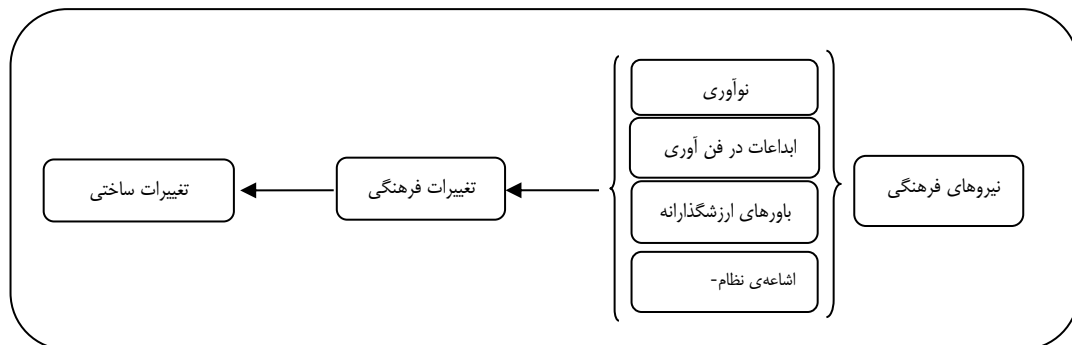 نیروهای فرهنگی
نوآوری
ابداعات در فن آوری
باورهای ارزشگذارانه
اشاعه‌ی نظام-
تغییرات فرهنگی
تغییرات ساختی